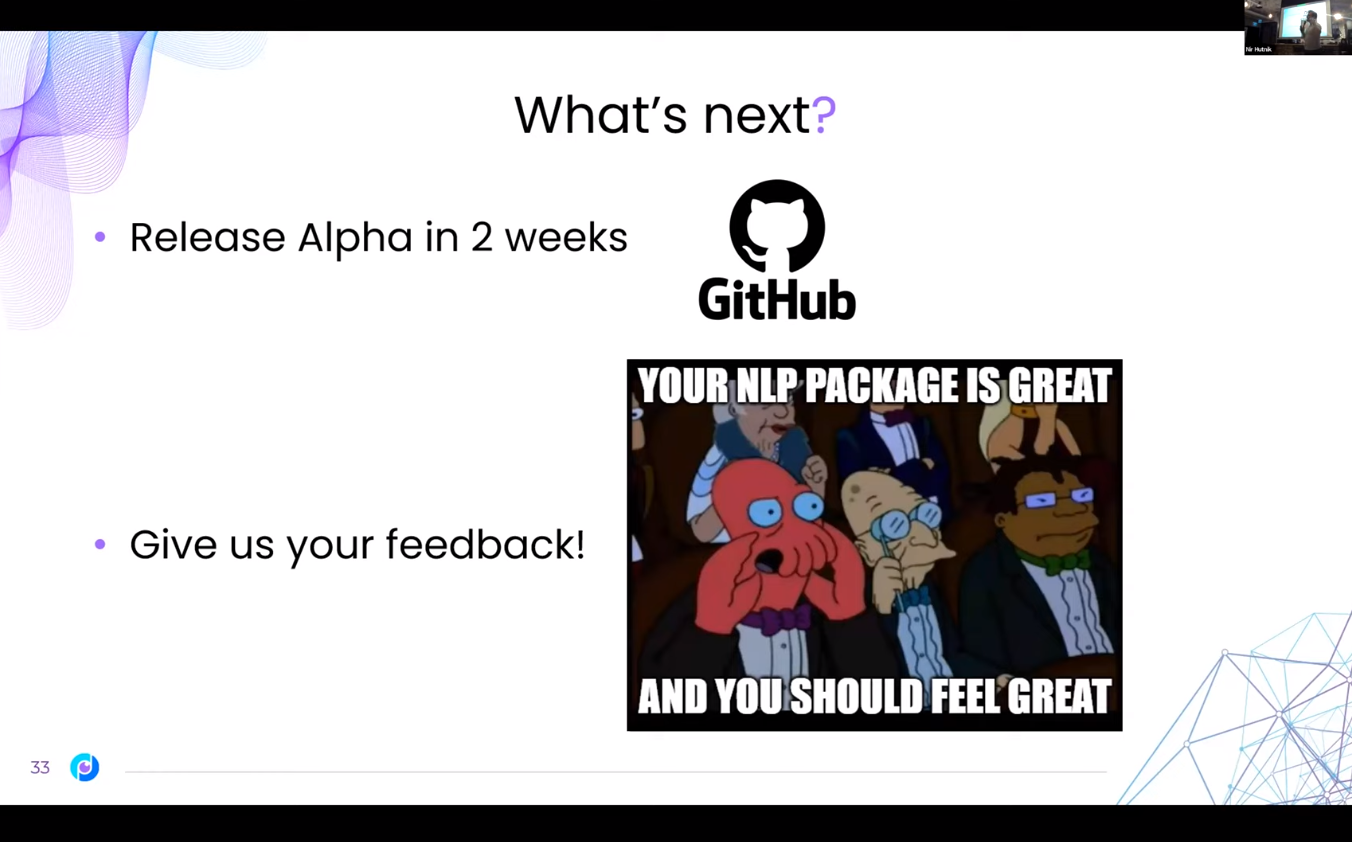 Nir Hutnik
What’s next?
• Release Alpha in 2 weeks
GitHub
YOUR NLP PACKAGE IS GREAT
• Give us your feedback!
AND YOU SHOULD FEEL GREAT
33